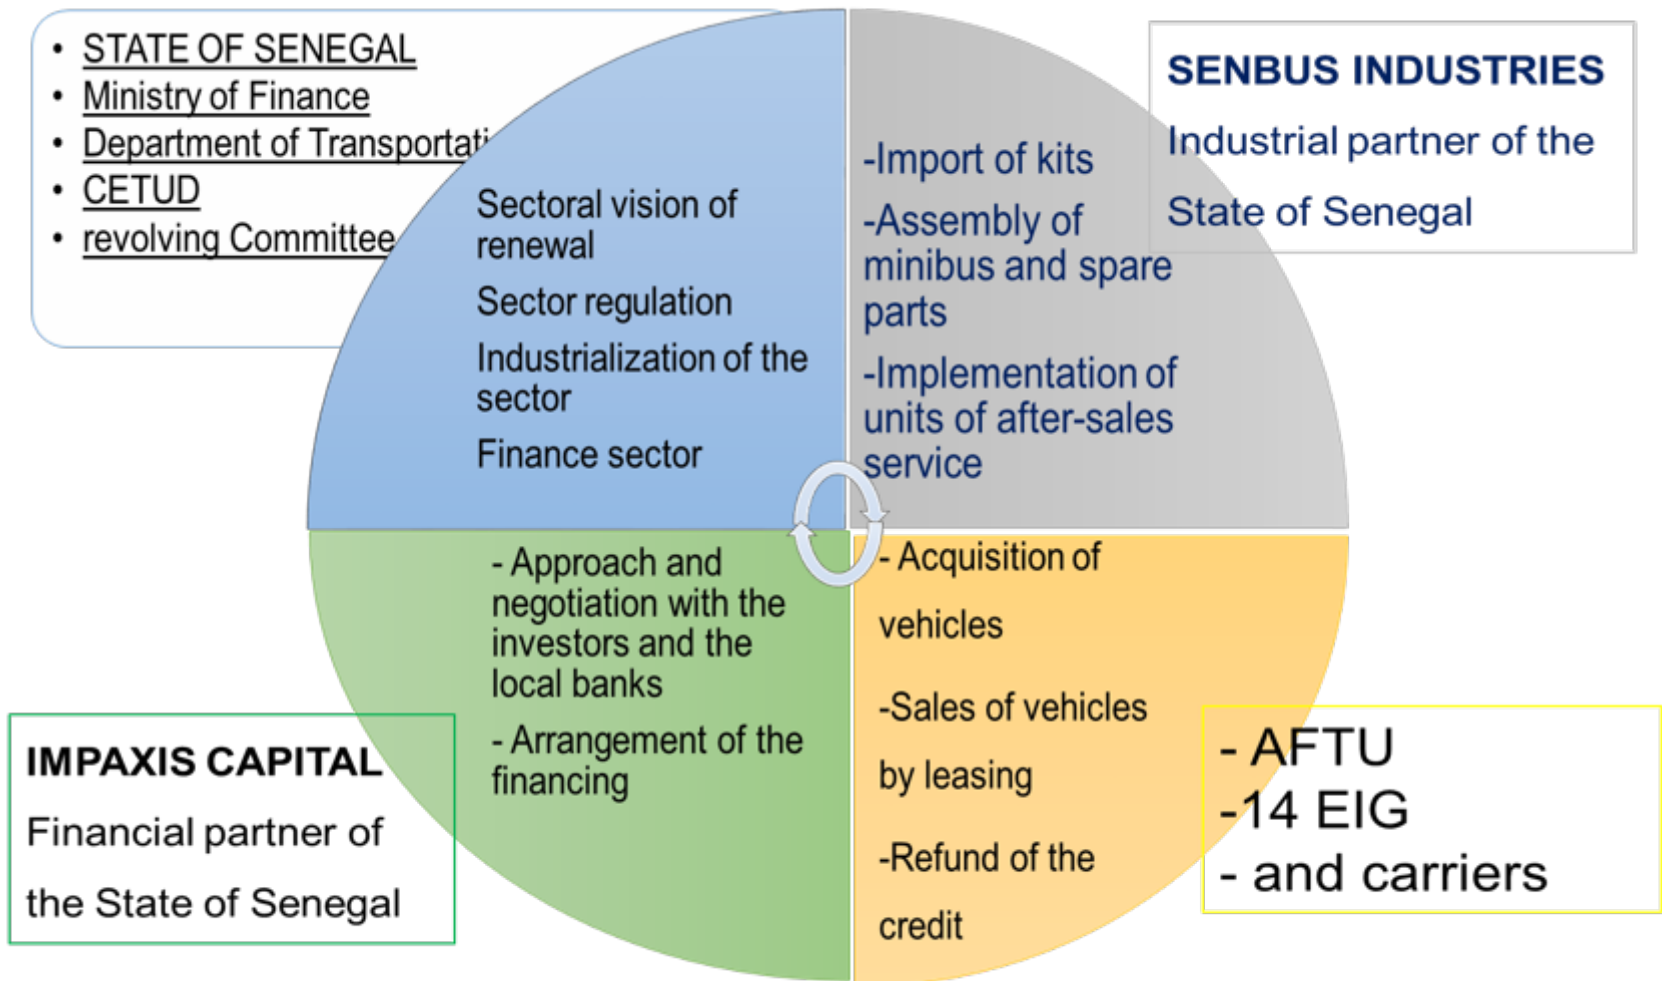 • STATE OF SENEGAL
• Ministry of Finance
• Department of Transportati
• CETUD
• revolving Committee
Sectoral vision of
renewal
Sector regulation
Industrialization of the
sector
Finance sector
-Import of kits
-Assembly of
minibus and spare
parts
-Implementation of
units of after-sales
service
SENBUS INDUSTRIES
Industrial partner of the
State of Senegal
- Approach and
negotiation with the
investors and the
local banks
- Arrangement of the
financing
IMPAXIS CAPITAL
Financial partner of
the State of Senegal
- Acquisition of
vehicles
-Sales of vehicles
by leasing
-Refund of the
credit
- AFTU
-14 EIG
- and carriers